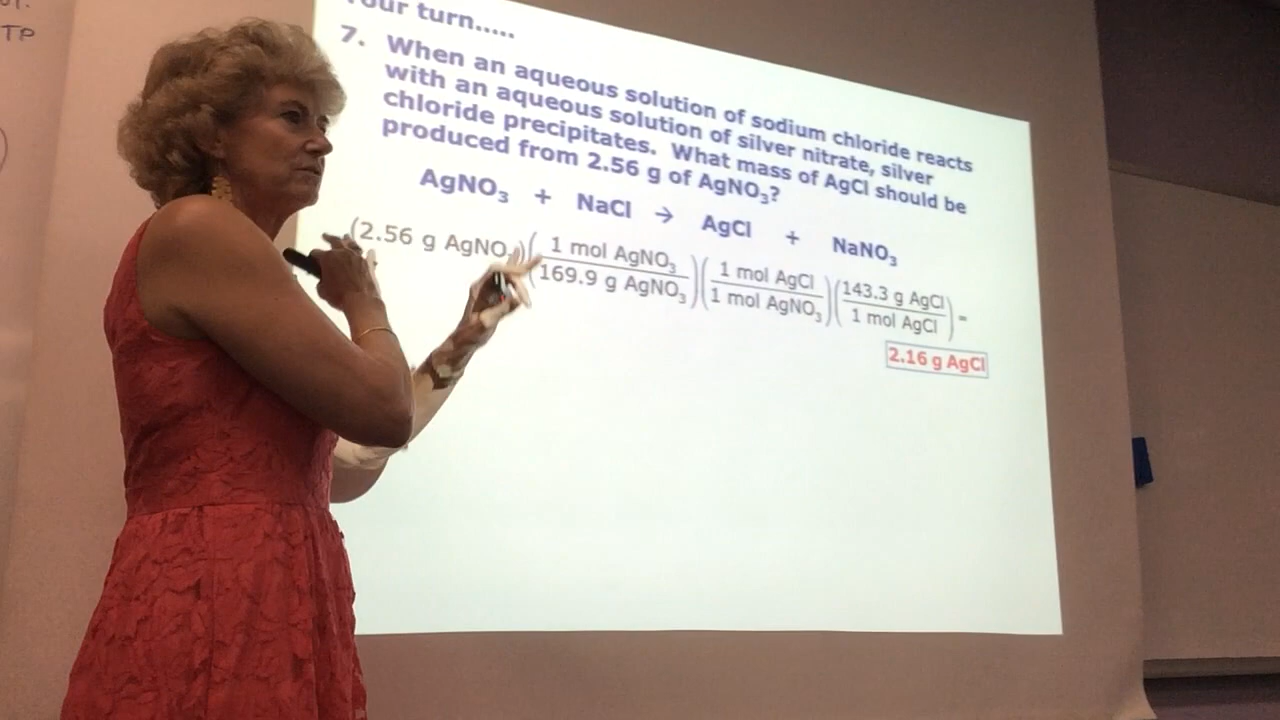 TP
Your turn.....
7. When an aqueous solution of sodium chloride reacts
with an aqueous solution of silver nitrate, silver
chloride precipitates. What mass of AgCl should be
produced from 2.56 g of AgNO₃?
AgNO₃ + NaCl → AgCl + NaNO₃
(2.56 g AgNO₃)(1 mol AgNO₃)(1 mol AgCl)(143.3 g AgCl) =
169.9 g AgNO₃ 1 mol AgNO₃ 1 mol AgCl
2.16 g AgCl